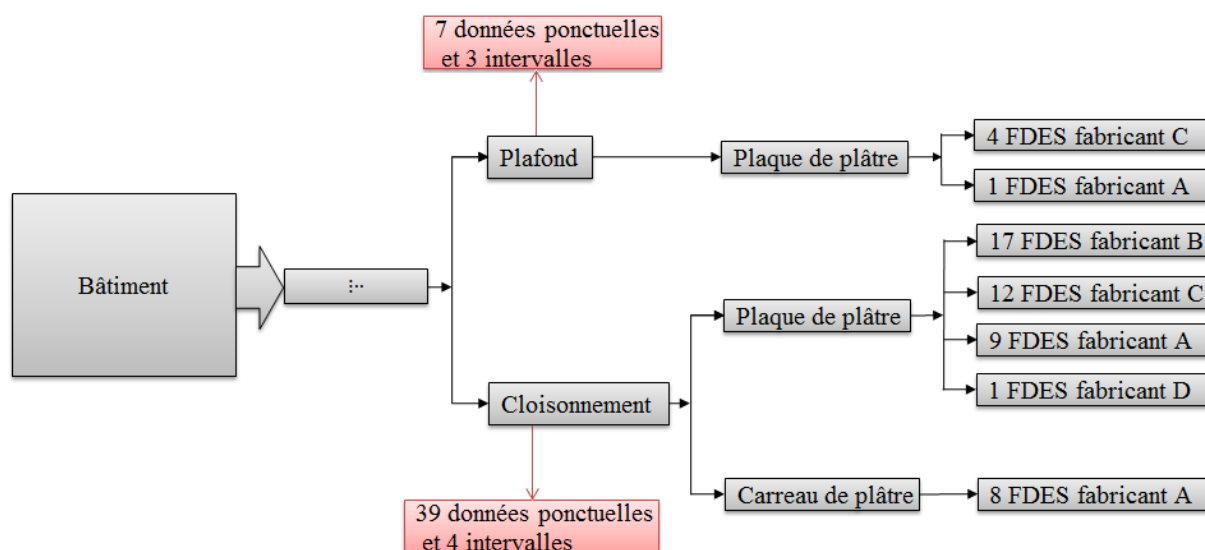 7 données ponctuelles
et 3 intervalles
Plafond
Plaque de plâtre
4 FDES fabricant C
1 FDES fabricant A
Bâtiment
Plaque de plâtre
17 FDES fabricant B
12 FDES fabricant C
9 FDES fabricant A
1 FDES fabricant D
Cloisonnement
Carreau de plâtre
8 FDES fabricant A
39 données ponctuelles
et 4 intervalles